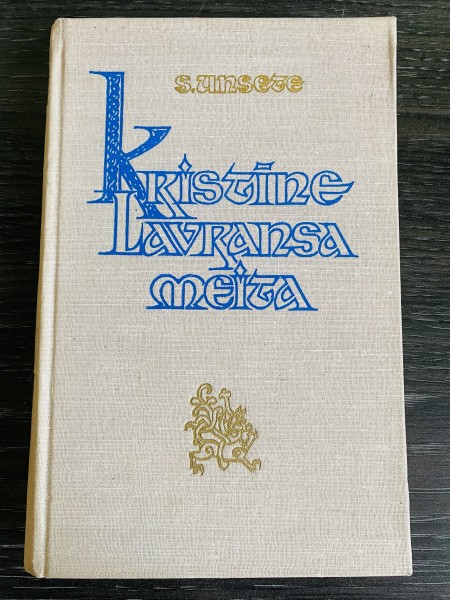 S. Unsete
Kristīne
Lavransa
meita